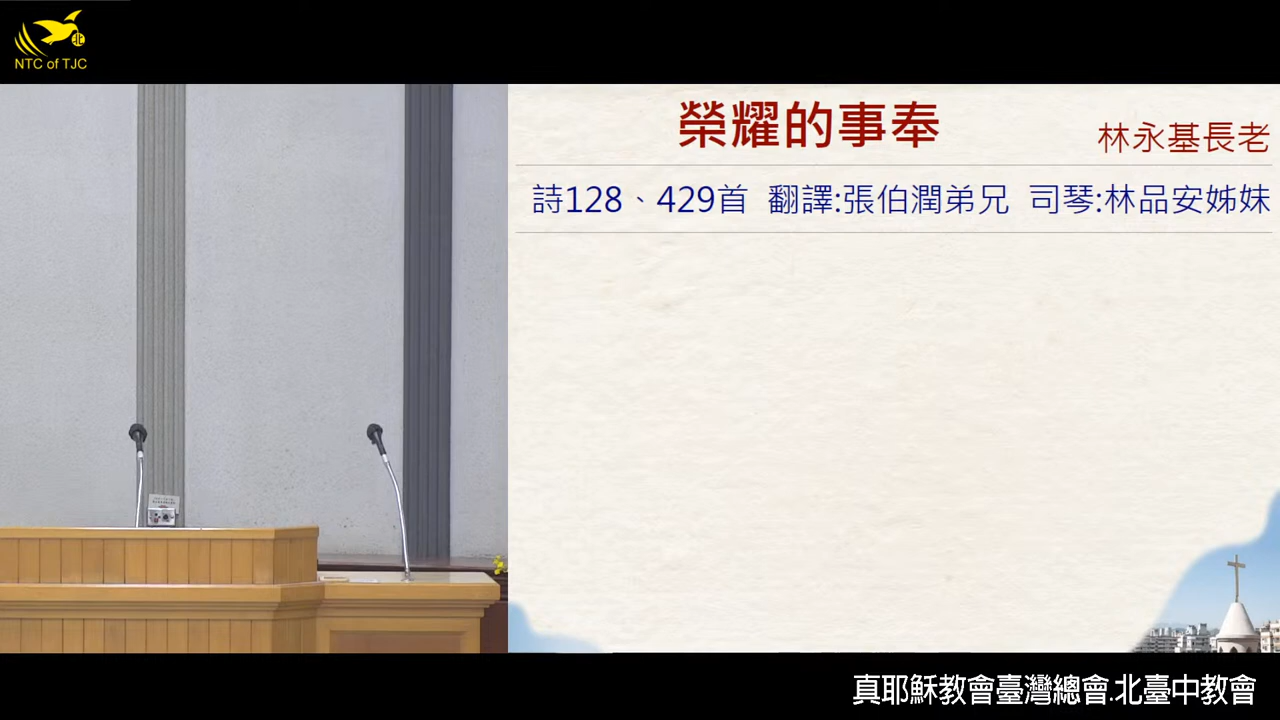 北
NTC of TJC
榮耀的事奉
林永基長老
詩128、429首 翻譯:張伯潤弟兄 司琴:林品安姊妹
真耶穌教會臺灣總會.北臺中教會